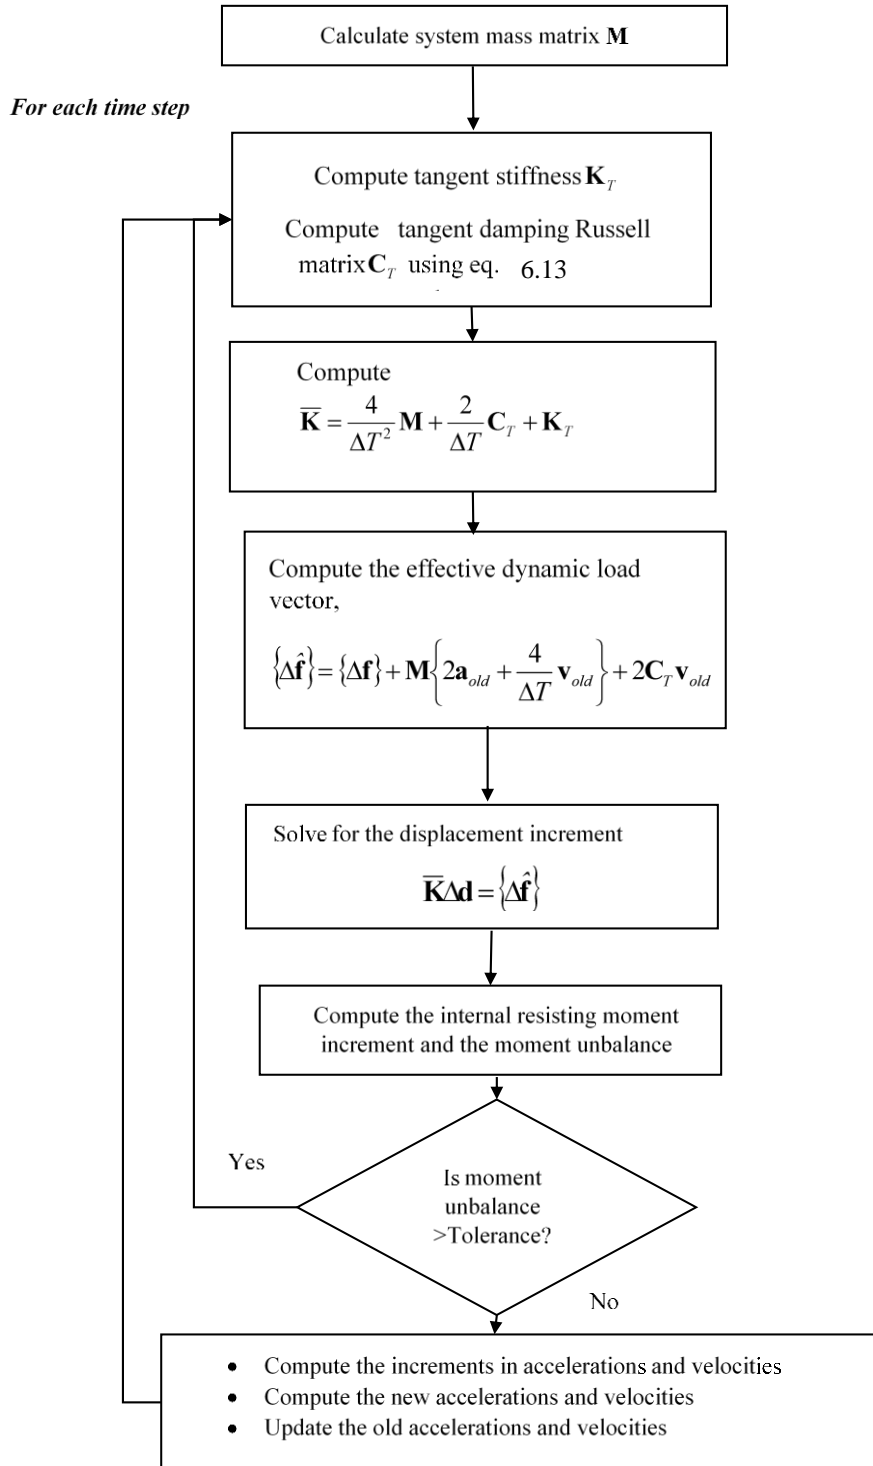 Calculate system mass matrix M
For each time step
Compute tangent stiffness K_T
Compute tangent damping Russell
matrix C_T using eq. 6.13
Compute
K̅ = 4/ΔT² M + 2/ΔT C_T + K_T
Compute the effective dynamic load
vector,
{Δf̂} = {Δf} + M{2a_old + 4/ΔT v_old} + 2C_T v_old
Solve for the displacement increment
K̅Δd = {Δf̂}
Compute the internal resisting moment
increment and the moment unbalance
Yes
Is moment
unbalance
>Tolerance?
No
• Compute the increments in accelerations and velocities
• Compute the new accelerations and velocities
• Update the old accelerations and velocities